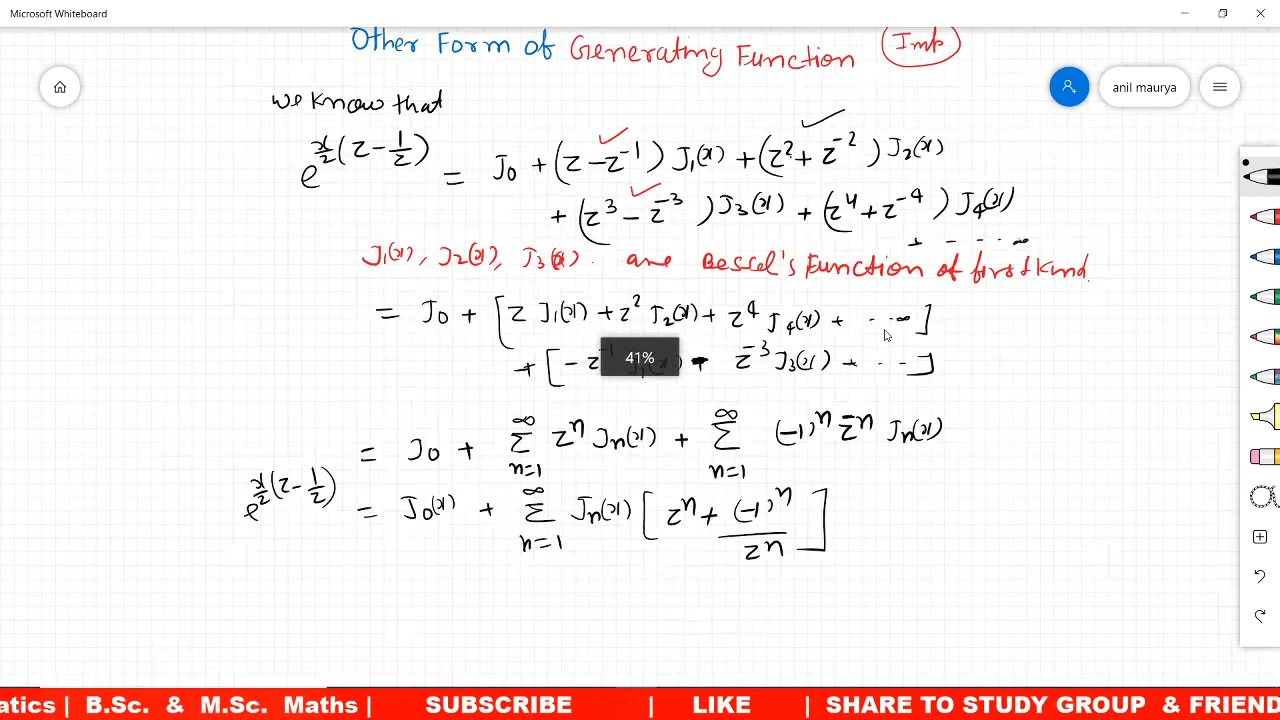 Microsoft Whiteboard
Other Form of Generating Function (Imp)
anil maurya
we know that
e^{x/2(z - 1/z)} = J0 + (z - z^{-1}) J1(x) + (z^2 + z^{-2}) J2(x)
+ (z^3 - z^{-3}) J3(x) + (z^4 + z^{-4}) J4(x)
+ - . . . ∞
J1(x), J2(x), J3(x) . are Bessel's Function of first kind.
= J0 + [z J1(x) + z^2 J2(x) + z^4 J4(x) + . . . ∞]
+ [- z^{-1} J1(x) - z^{-3} J3(x) + . . .]
41%
= J0 + ∑_{n=1}^{∞} z^n Jn(x) + ∑_{n=1}^{∞} (-1)^n z^{-n} Jn(x)
e^{x/2(z - 1/z)} = J0(x) + ∑_{n=1}^{∞} Jn(x) [z^n + (-1)^n / z^n]
atics | B.Sc. & M.Sc. Maths | SUBSCRIBE | LIKE | SHARE TO STUDY GROUP & FRIEND